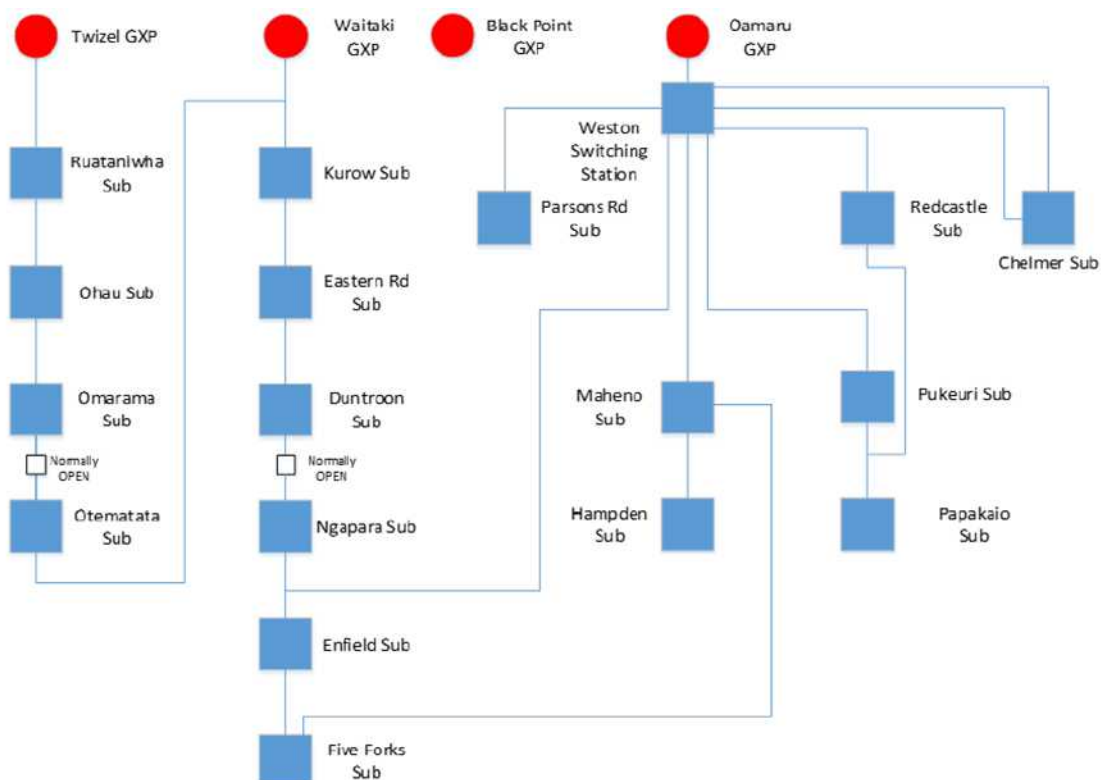 Twizel GXP
Waitaki
GXP
Black Point
GXP
Oamaru
GXP
Weston
Switching
Station
Ruataniwha
Sub
Kurow Sub
Parsons Rd
Sub
Redcastle
Sub
Chelmer Sub
Ohau Sub
Eastern Rd
Sub
Omarama
Sub
Duntroon
Sub
Maheno
Sub
Pukeuri Sub
Normally
OPEN
Normally
OPEN
Otematata
Sub
Ngapara Sub
Hampden
Sub
Papakaio
Sub
Enfield Sub
Five Forks
Sub